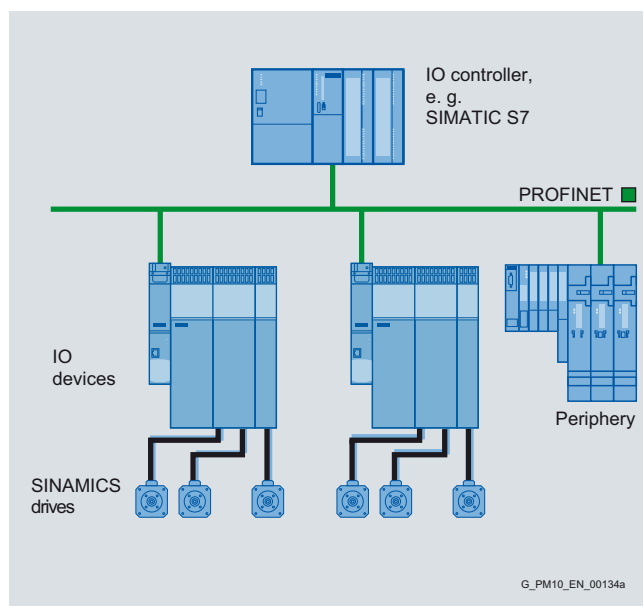 IO controller,
e. g.
SIMATIC S7
PROFINET
IO
devices
Periphery
SINAMICS
drives
G_PM10_EN_00134a